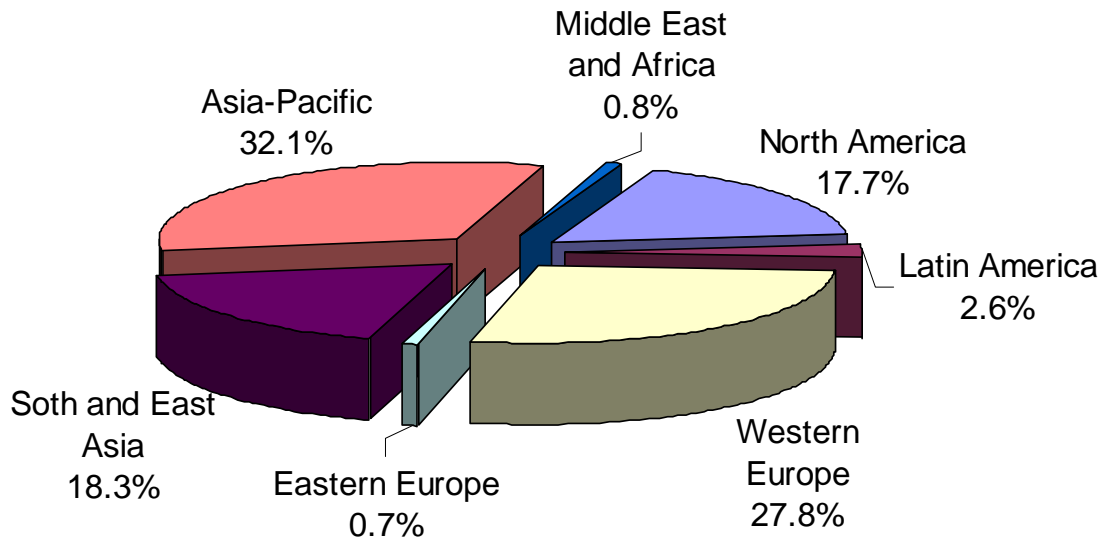 Middle East
and Africa
0.8%
Asia-Pacific
32.1%
North America
17.7%
Latin America
2.6%
Soth and East
Asia
18.3%
Eastern Europe
0.7%
Western
Europe
27.8%